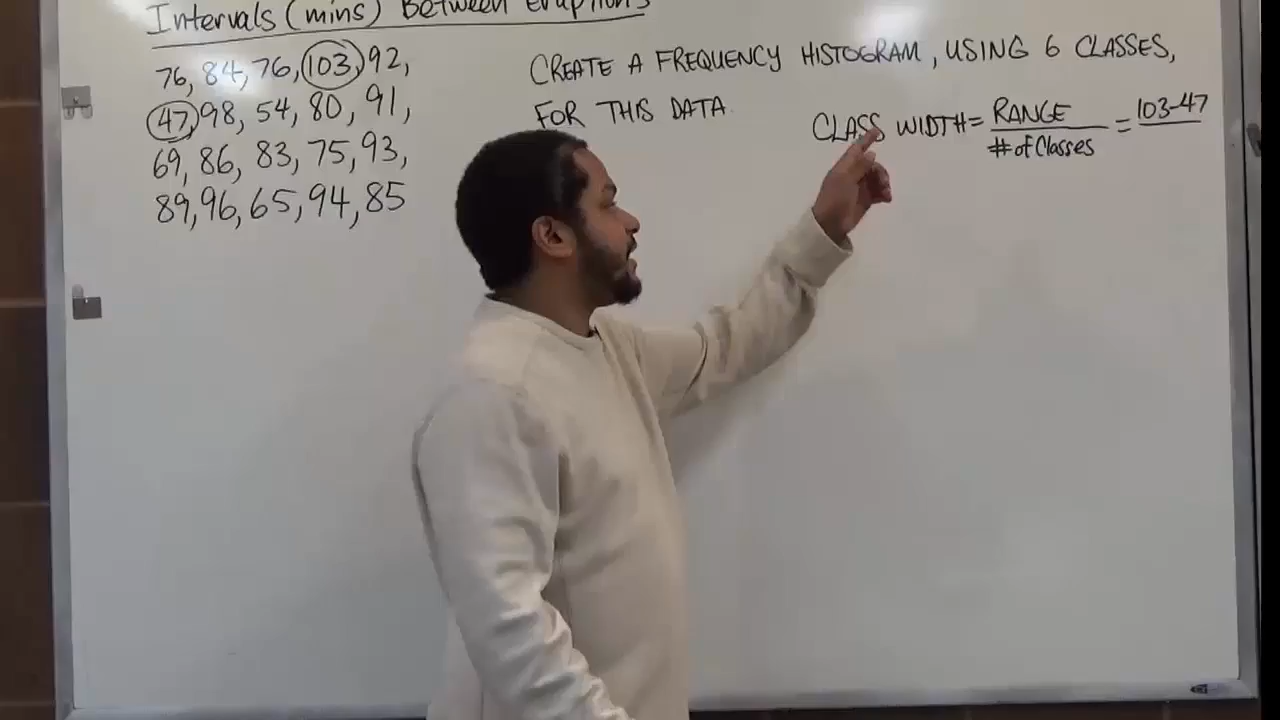 Intervals (mins) Between Eruptions
76, 84, 76, 103, 92,
47, 98, 54, 80, 91,
69, 86, 83, 75, 93,
89, 96, 65, 94, 85
CREATE A FREQUENCY HISTOGRAM, USING 6 CLASSES,
FOR THIS DATA.
CLASS WIDTH = RANGE / # of Classes = 103-47